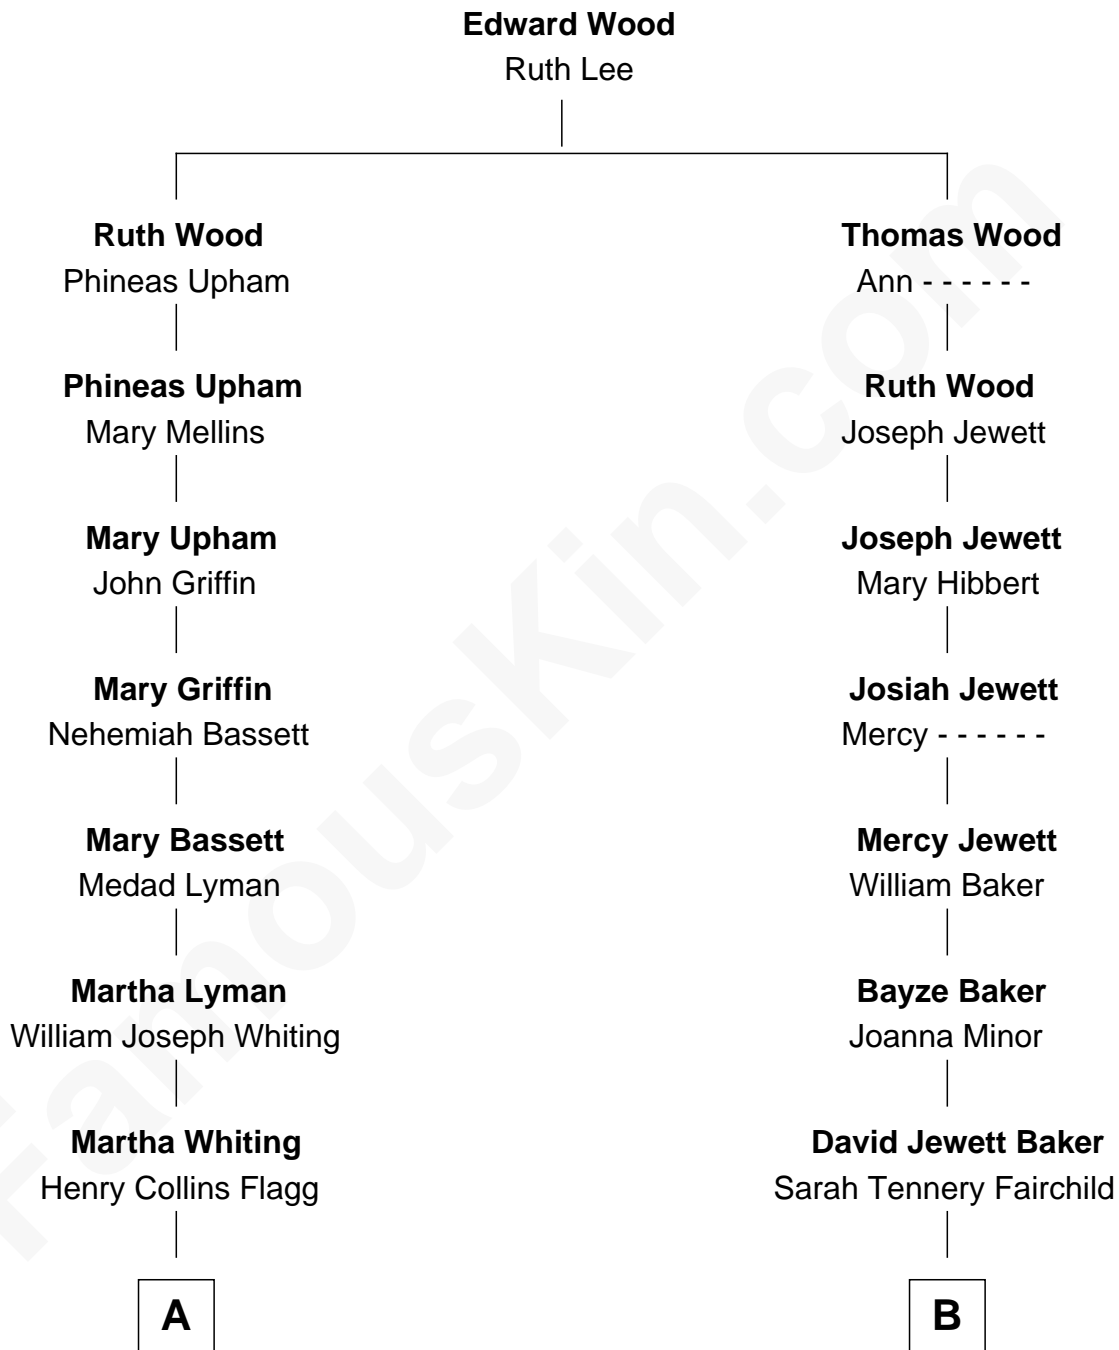 Edward Wood
Ruth Lee
Ruth Wood
Phineas Upham
Thomas Wood
Ann - - - - - -
Phineas Upham
Mary Mellins
Ruth Wood
Joseph Jewett
Mary Upham
John Griffin
Joseph Jewett
Mary Hibbert
Mary Griffin
Nehemiah Bassett
Josiah Jewett
Mercy - - - - - -
Mary Bassett
Medad Lyman
Mercy Jewett
William Baker
Martha Lyman
William Joseph Whiting
Bayze Baker
Joanna Minor
Martha Whiting
Henry Collins Flagg
David Jewett Baker
Sarah Tennery Fairchild
A
B
FamousKin.com